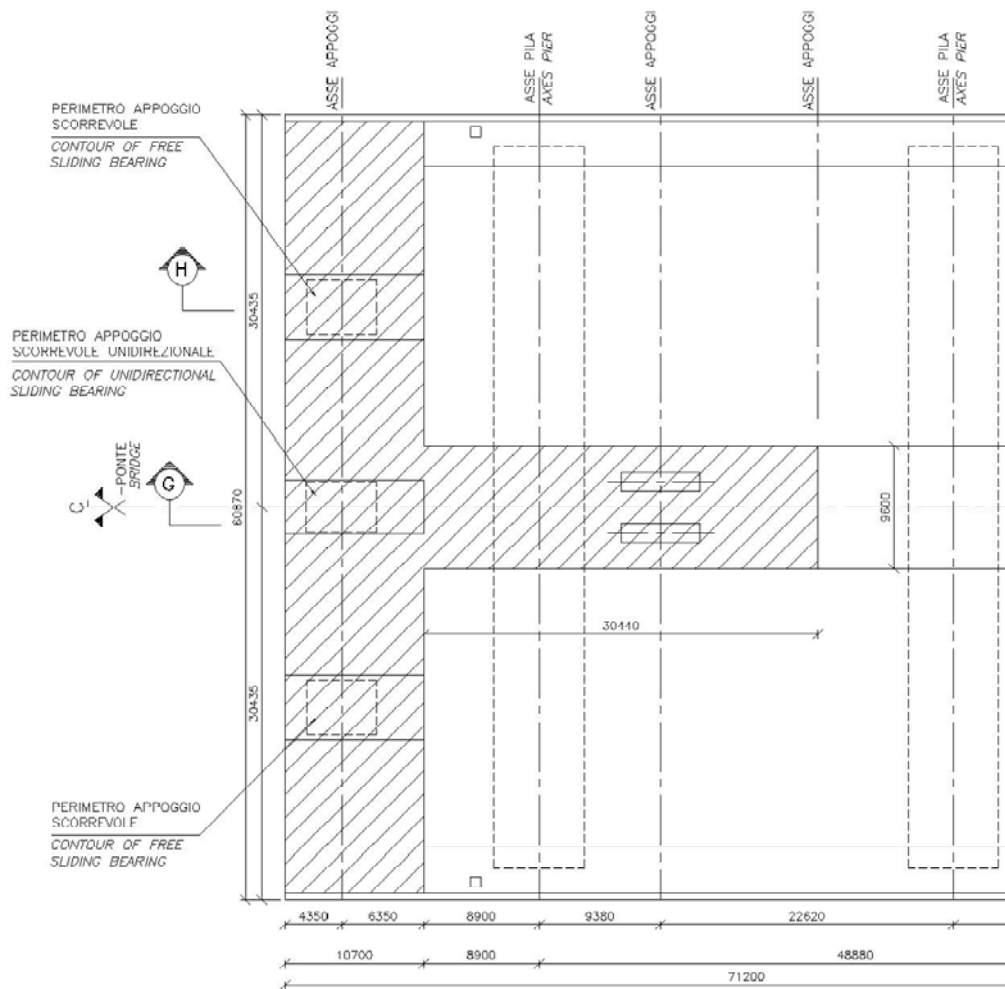 ASSE APPOGGI
ASSE PILA
AXES PIER
ASSE APPOGGI
ASSE APPOGGI
ASSE PILA
AXES PIER
PERIMETRO APPOGGIO
SCORREVOLE
CONTOUR OF FREE
SLIDING BEARING
H
30435
PERIMETRO APPOGGIO
SCORREVOLE UNIDIREZIONALE
CONTOUR OF UNIDIRECTIONAL
SLIDING BEARING
PONTE
BRIDGE
G
60870
9600
30440
30435
PERIMETRO APPOGGIO
SCORREVOLE
CONTOUR OF FREE
SLIDING BEARING
4350 6350 8900 9380 22620
10700 8900 48880
71200